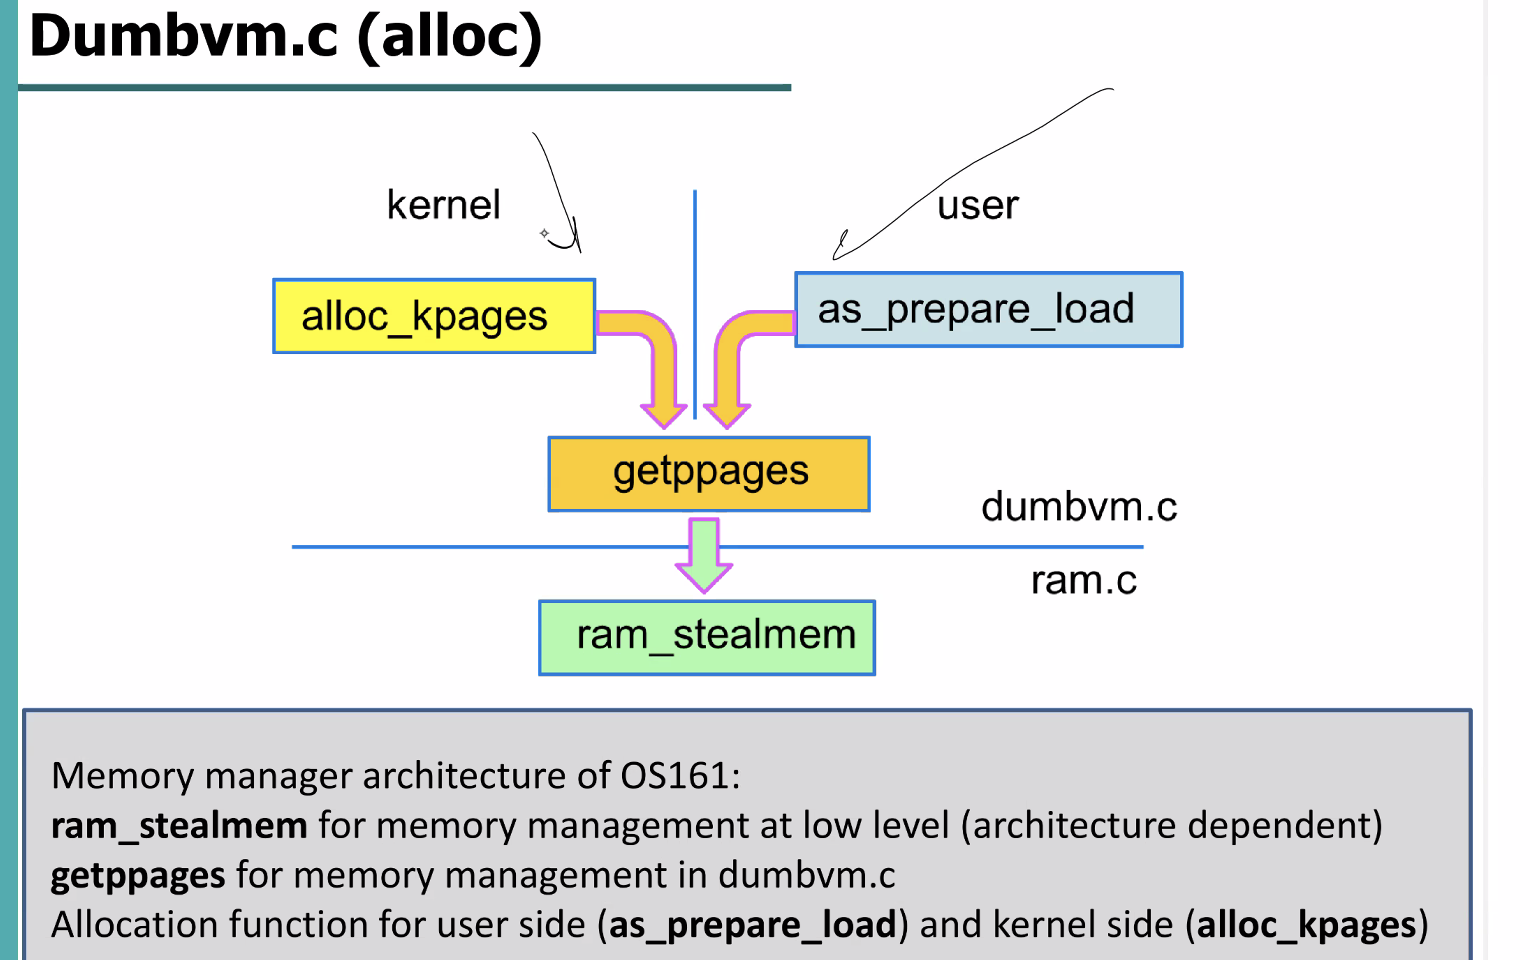 Dumbvm.c (alloc)
kernel
user
alloc_kpages
as_prepare_load
getppages
dumbvm.c
ram.c
ram_stealmem
Memory manager architecture of OS161:
ram_stealmem for memory management at low level (architecture dependent)
getppages for memory management in dumbvm.c
Allocation function for user side (as_prepare_load) and kernel side (alloc_kpages)